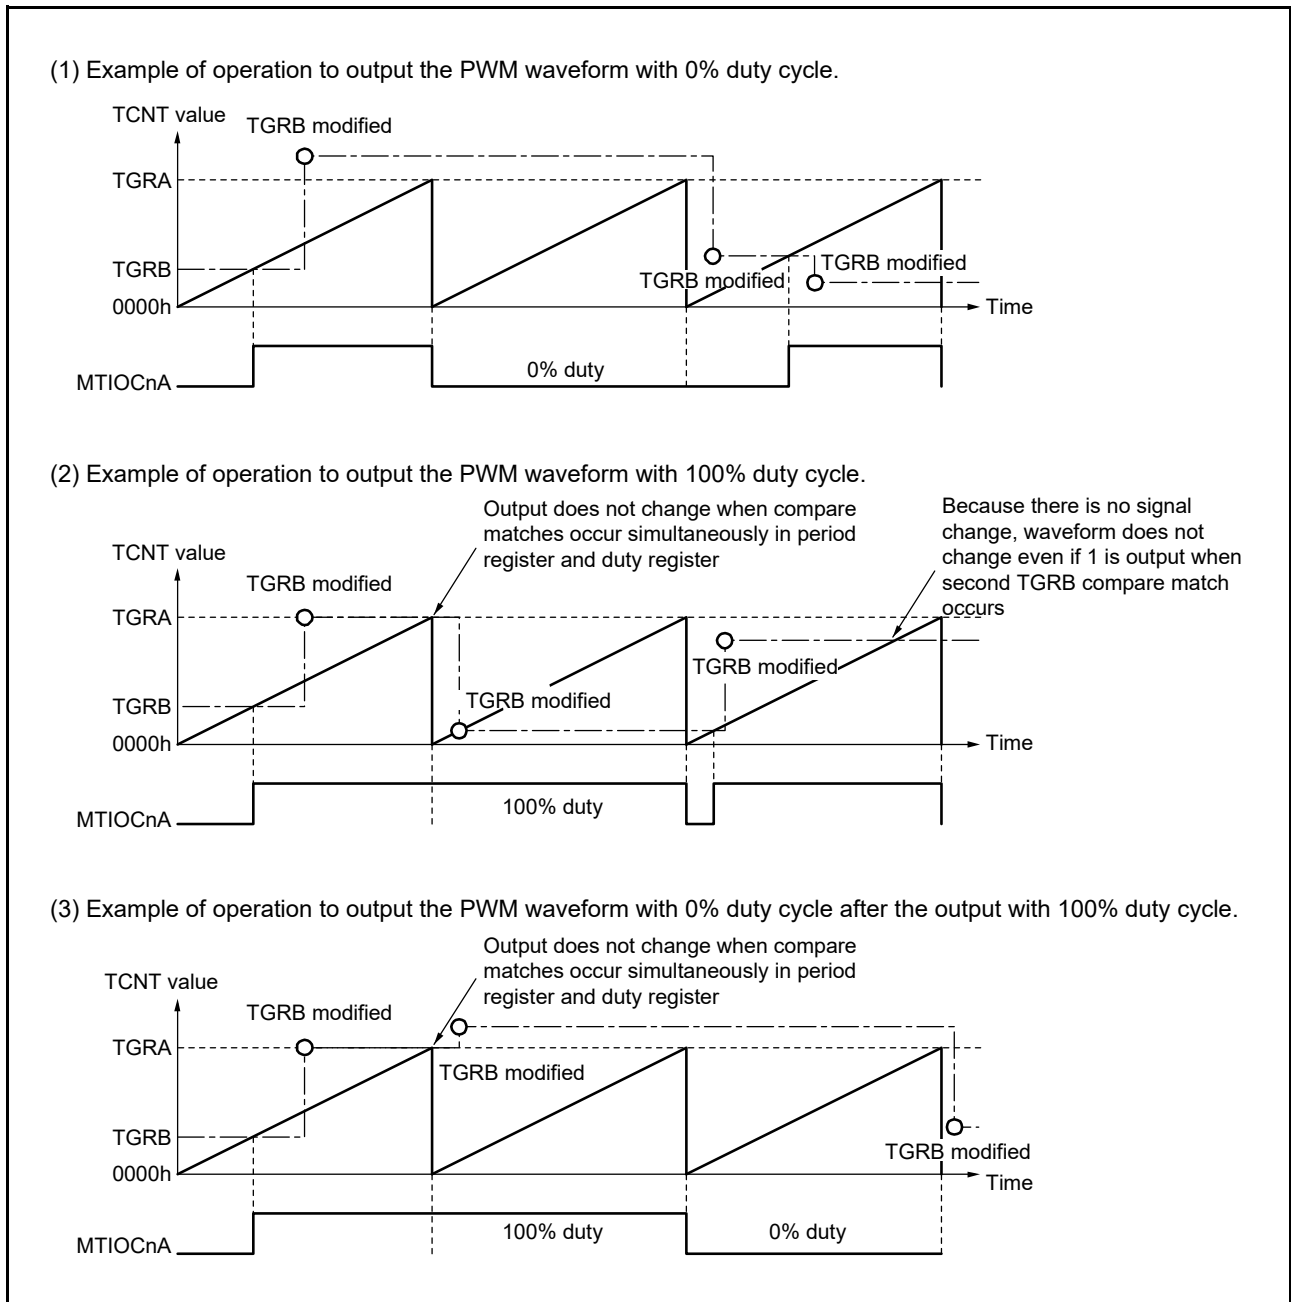 (1) Example of operation to output the PWM waveform with 0% duty cycle.
TCNT value
TGRB modified
TGRA
TGRB
TGRB modified
TGRB modified
0000h
Time
0% duty
MTIOCnA
(2) Example of operation to output the PWM waveform with 100% duty cycle.
Output does not change when compare
matches occur simultaneously in period
register and duty register
Because there is no signal
change, waveform does not
change even if 1 is output when
second TGRB compare match
occurs
TCNT value
TGRB modified
TGRA
TGRB modified
TGRB modified
TGRB
0000h
Time
100% duty
MTIOCnA
(3) Example of operation to output the PWM waveform with 0% duty cycle after the output with 100% duty cycle.
Output does not change when compare
matches occur simultaneously in period
register and duty register
TCNT value
TGRB modified
TGRA
TGRB modified
TGRB
TGRB modified
0000h
Time
100% duty
0% duty
MTIOCnA